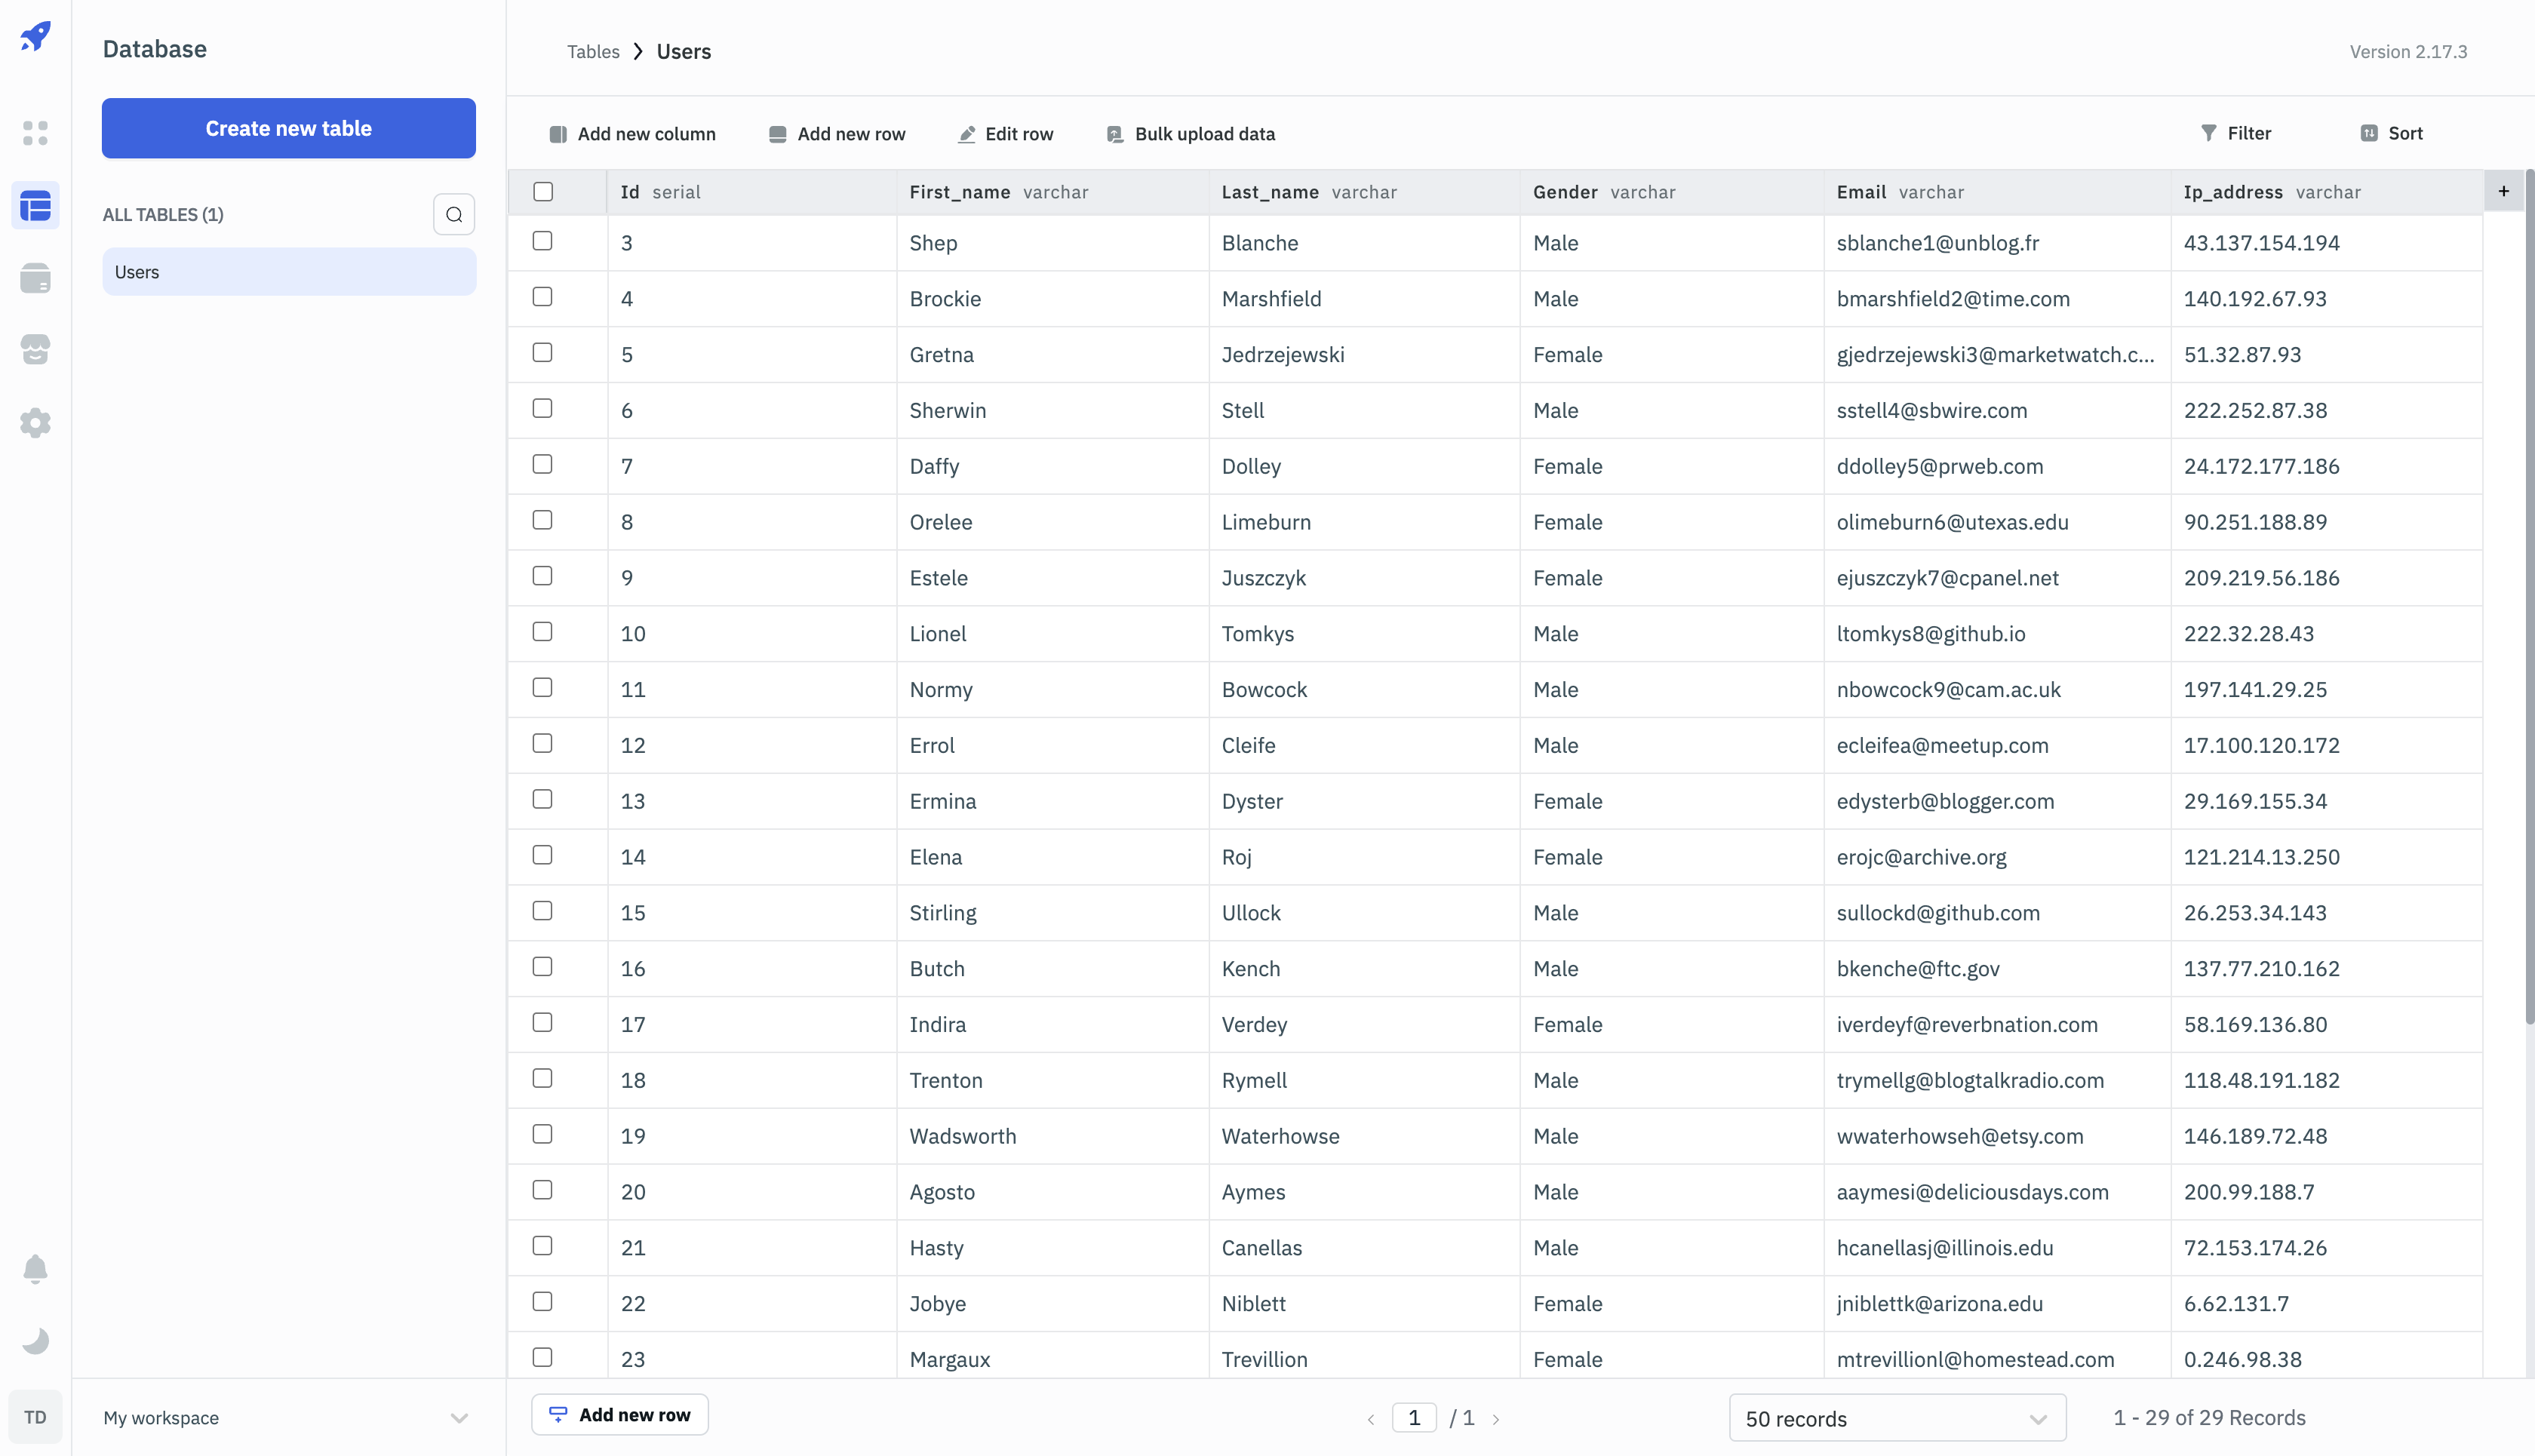 Database
Create new table
ALL TABLES (1)
Users
Tables Users
Version 2.17.3
Add new column Add new row Edit row Bulk upload data Filter Sort
Id serial First_name varchar Last_name varchar Gender varchar Email varchar Ip_address varchar +
3 Shep Blanche Male sblanche1@unblog.fr 43.137.154.194
4 Brockie Marshfield Male bmarshfield2@time.com 140.192.67.93
5 Gretna Jedrzejewski Female gjedrzejewski3@marketwatch.c... 51.32.87.93
6 Sherwin Stell Male sstell4@sbwire.com 222.252.87.38
7 Daffy Dolley Female ddolley5@prweb.com 24.172.177.186
8 Orelee Limeburn Female olimeburn6@utexas.edu 90.251.188.89
9 Estele Juszczyk Female ejuszczyk7@cpanel.net 209.219.56.186
10 Lionel Tomkys Male ltomkys8@github.io 222.32.28.43
11 Normy Bowcock Male nbowcock9@cam.ac.uk 197.141.29.25
12 Errol Cleife Male ecleifea@meetup.com 17.100.120.172
13 Ermina Dyster Female edysterb@blogger.com 29.169.155.34
14 Elena Roj Female erojc@archive.org 121.214.13.250
15 Stirling Ullock Male sullockd@github.com 26.253.34.143
16 Butch Kench Male bkenche@ftc.gov 137.77.210.162
17 Indira Verdey Female iverdeyf@reverbnation.com 58.169.136.80
18 Trenton Rymell Male trymellg@blogtalkradio.com 118.48.191.182
19 Wadsworth Waterhowse Male wwaterhowseh@etsy.com 146.189.72.48
20 Agosto Aymes Male aaymesi@deliciousdays.com 200.99.188.7
21 Hasty Canellas Male hcanellasj@illinois.edu 72.153.174.26
22 Jobye Niblett Female jniblettk@arizona.edu 6.62.131.7
23 Margaux Trevillion Female mtrevillionl@homestead.com 0.246.98.38
TD
My workspace
Add new row
1 / 1
50 records
1 - 29 of 29 Records